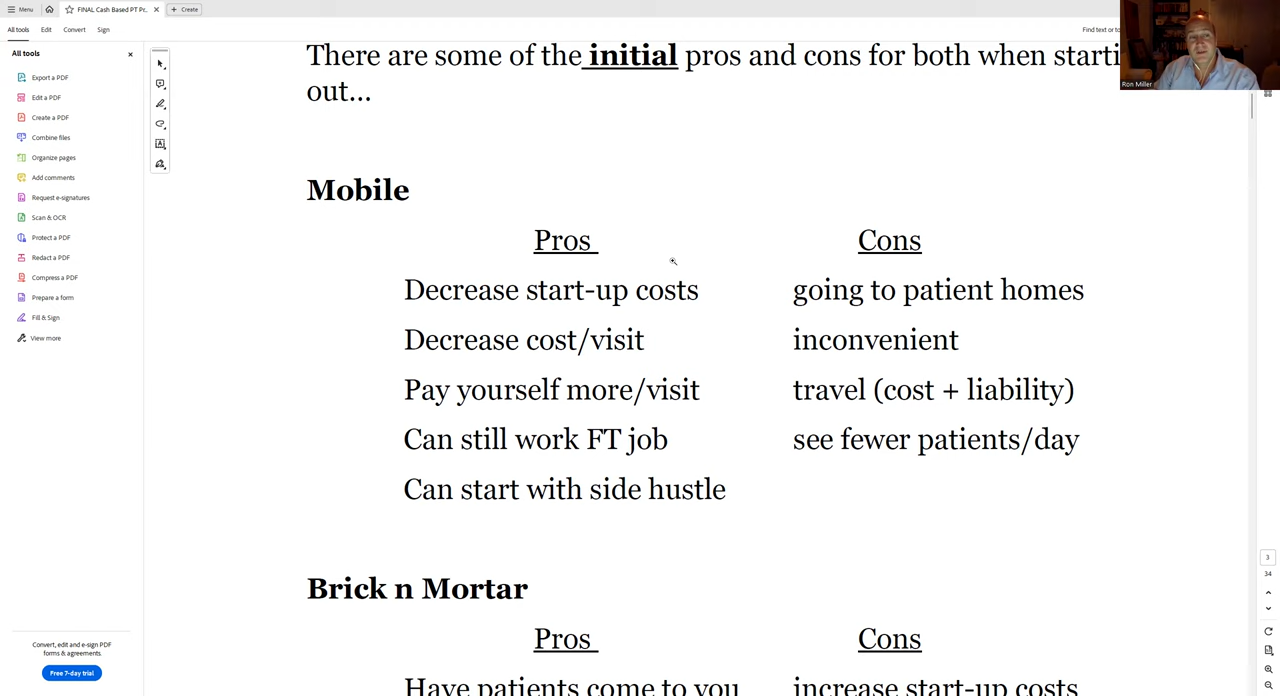 Menu
FINAL Cash Based PT Pr...
Create
All tools
Edit
Convert
Sign
Find text or to
Ron Miller
All tools
Export a PDF
Edit a PDF
Create a PDF
Combine files
Organize pages
Add comments
Request e-signatures
Scan & OCR
Protect a PDF
Redact a PDF
Compress a PDF
Prepare a form
Fill & Sign
View more
Convert, edit and e-sign PDF
forms & agreements.
Free 7-day trial
There are some of the initial pros and cons for both when starti
out...
Mobile
Pros Cons
Decrease start-up costs going to patient homes
Decrease cost/visit inconvenient
Pay yourself more/visit travel (cost + liability)
Can still work FT job see fewer patients/day
Can start with side hustle
Brick n Mortar
Pros Cons
Have patients come to you increase start-up costs
3
34